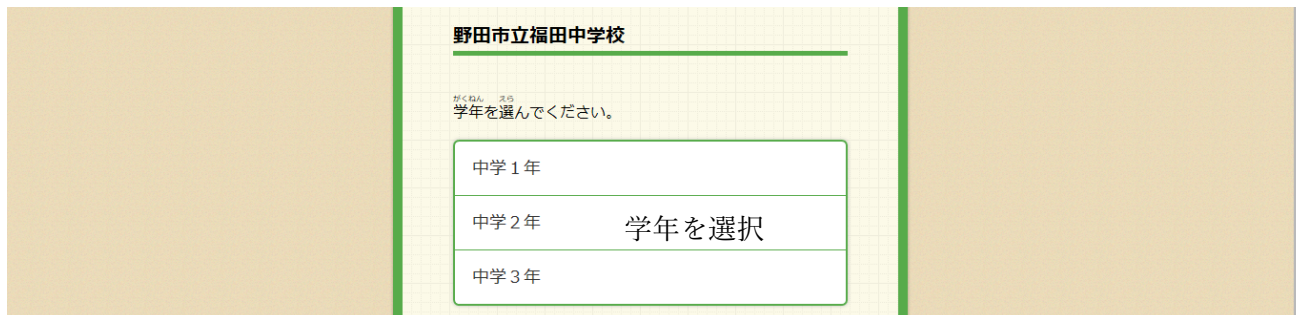 野田市立福田中学校
がくねん えら
学年を選んでください。
中学１年
中学２年
学年を選択
中学３年